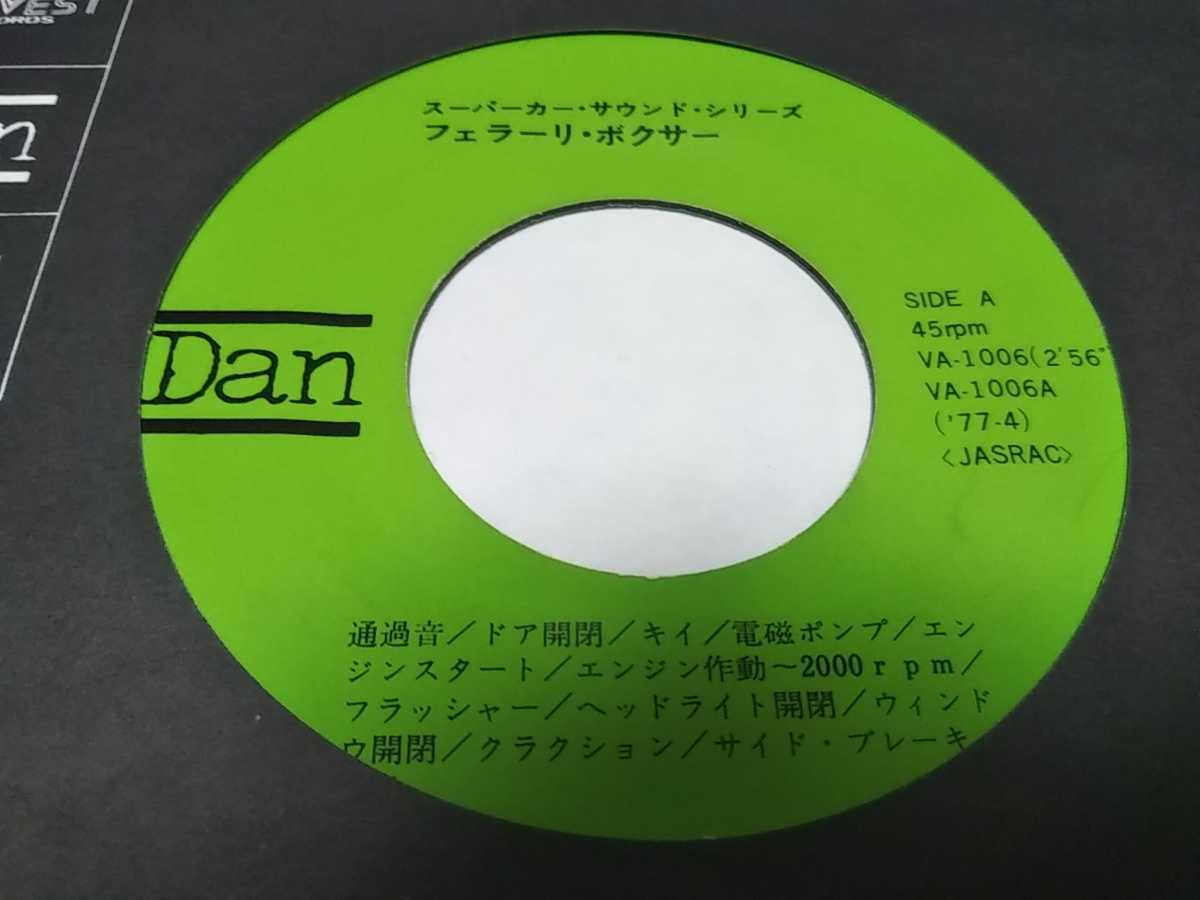 スーパーカー・サウンド・シリーズ
フェラーリ・ボクサー
Dan
SIDE A
45rpm
VA-1006(2'56"
VA-1006A
('77-4)
〈JASRAC〉
通過音/ドア開閉/キイ/電磁ポンプ/エン
ジンスタート/エンジン作動~2000rpm/
フラッシャー/ヘッドライト開閉/ウィンド
ウ開閉/クラクション/サイド・ブレーキ